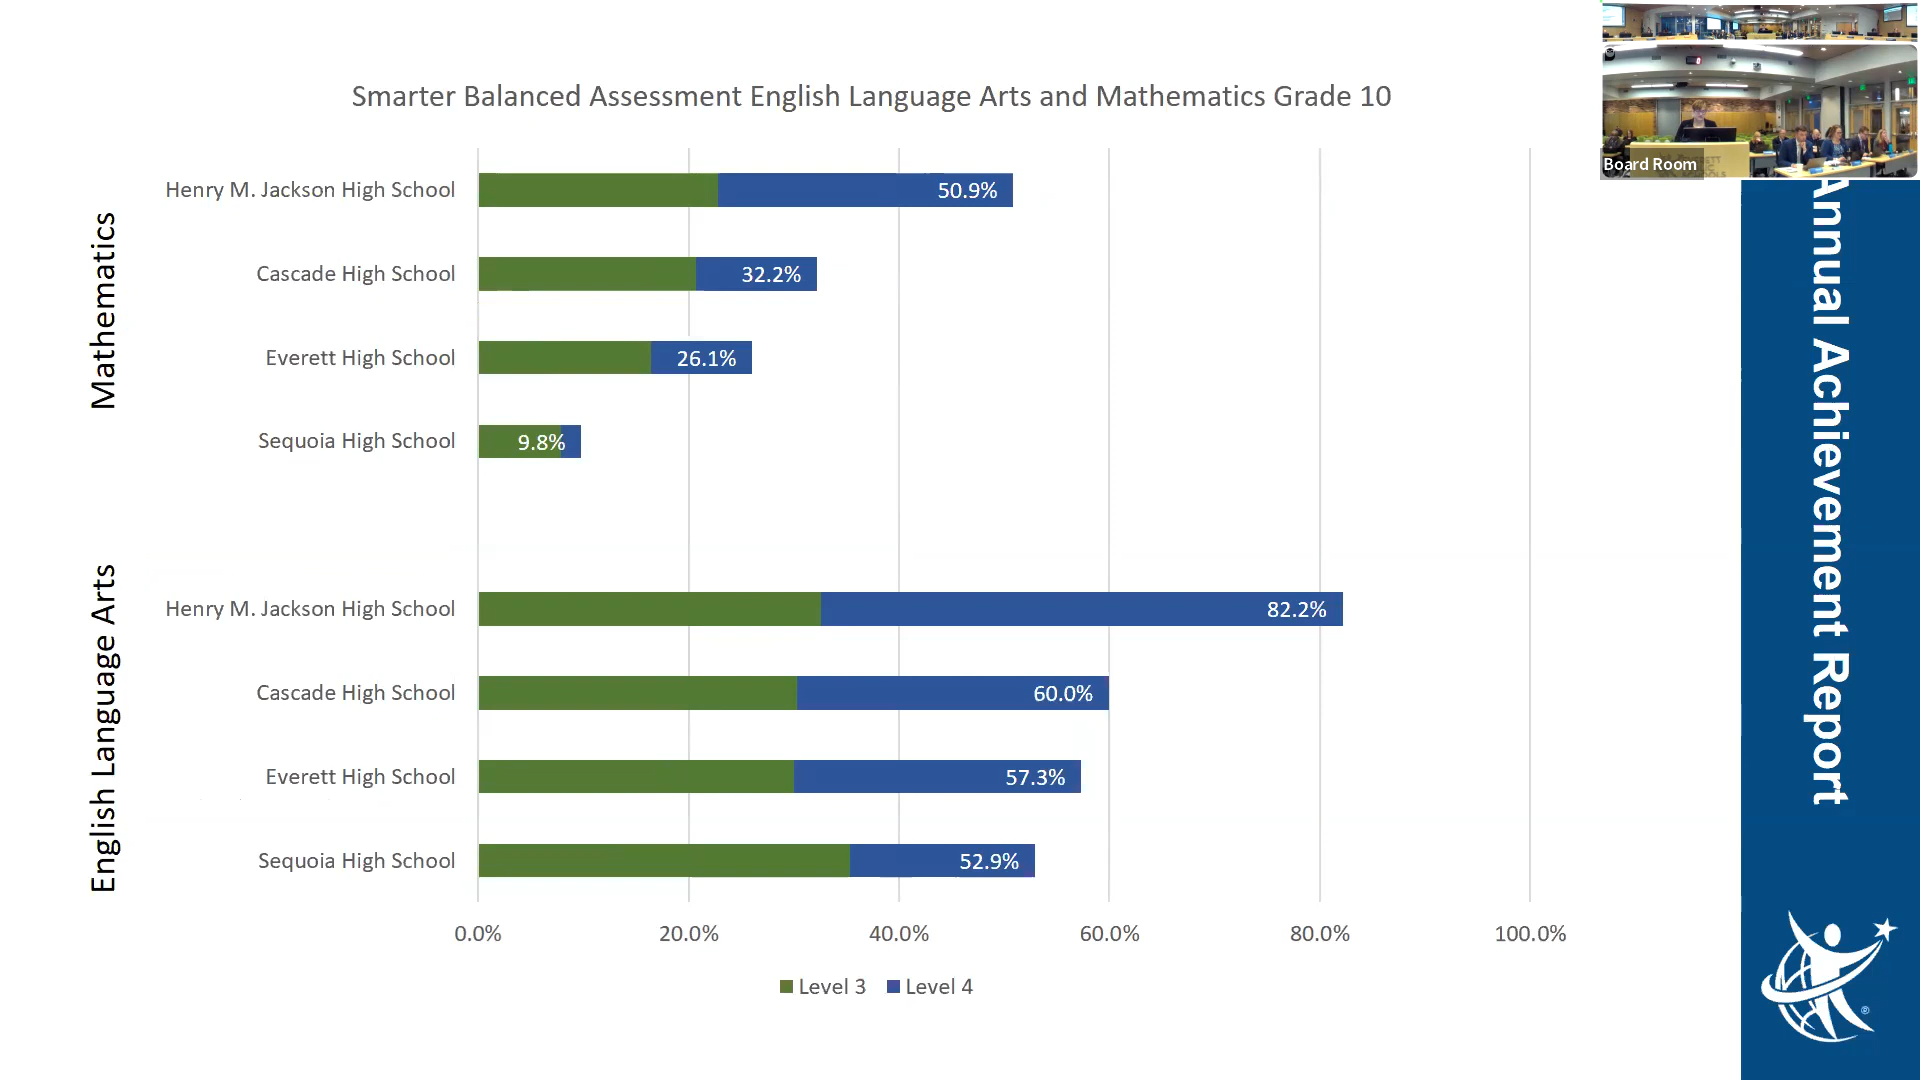 Smarter Balanced Assessment English Language Arts and Mathematics Grade 10
Mathematics
Henry M. Jackson High School
50.9%
Cascade High School
32.2%
Everett High School
26.1%
Sequoia High School
9.8%
English Language Arts
Henry M. Jackson High School
82.2%
Cascade High School
60.0%
Everett High School
57.3%
Sequoia High School
52.9%
0.0% 20.0% 40.0% 60.0% 80.0% 100.0%
Level 3 Level 4
Board Room
Annual Achievement Report
®